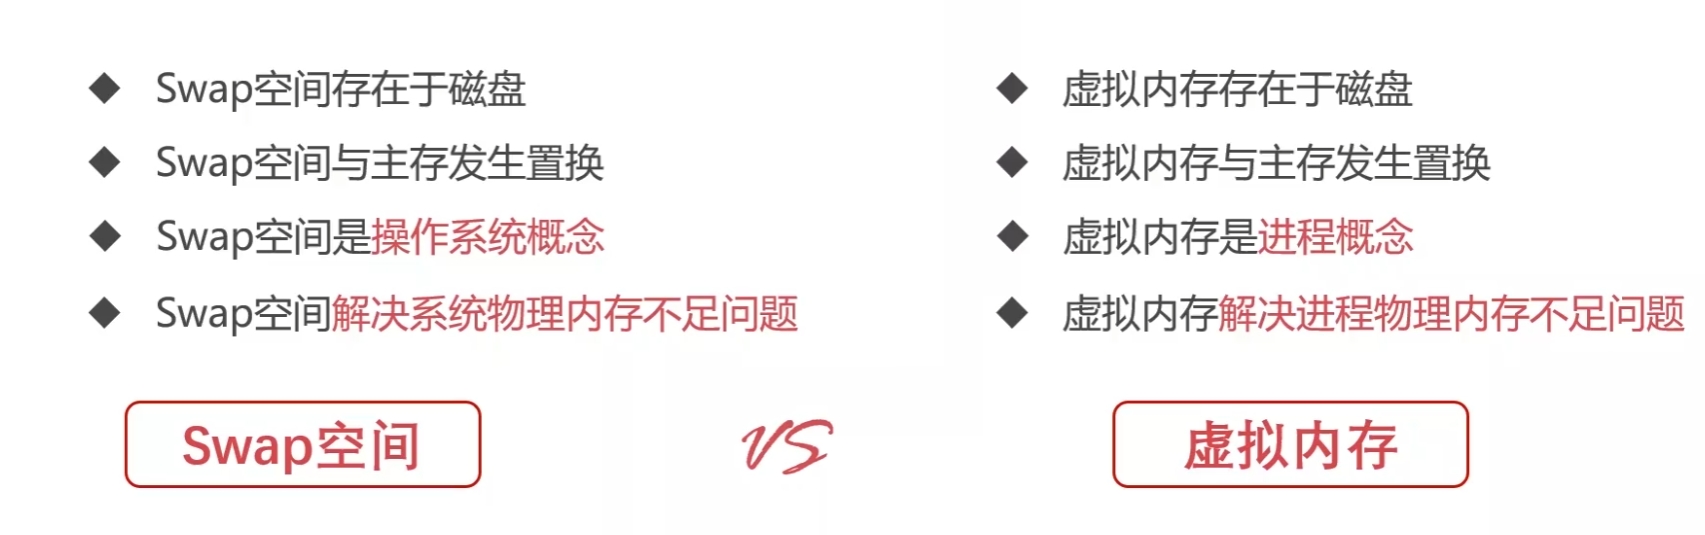 Swap空间存在于磁盘
Swap空间与主存发生置换
Swap空间是操作系统概念
Swap空间解决系统物理内存不足问题
Swap空间
VS
虚拟内存存在于磁盘
虚拟内存与主存发生置换
虚拟内存是进程概念
虚拟内存解决进程物理内存不足问题
虚拟内存